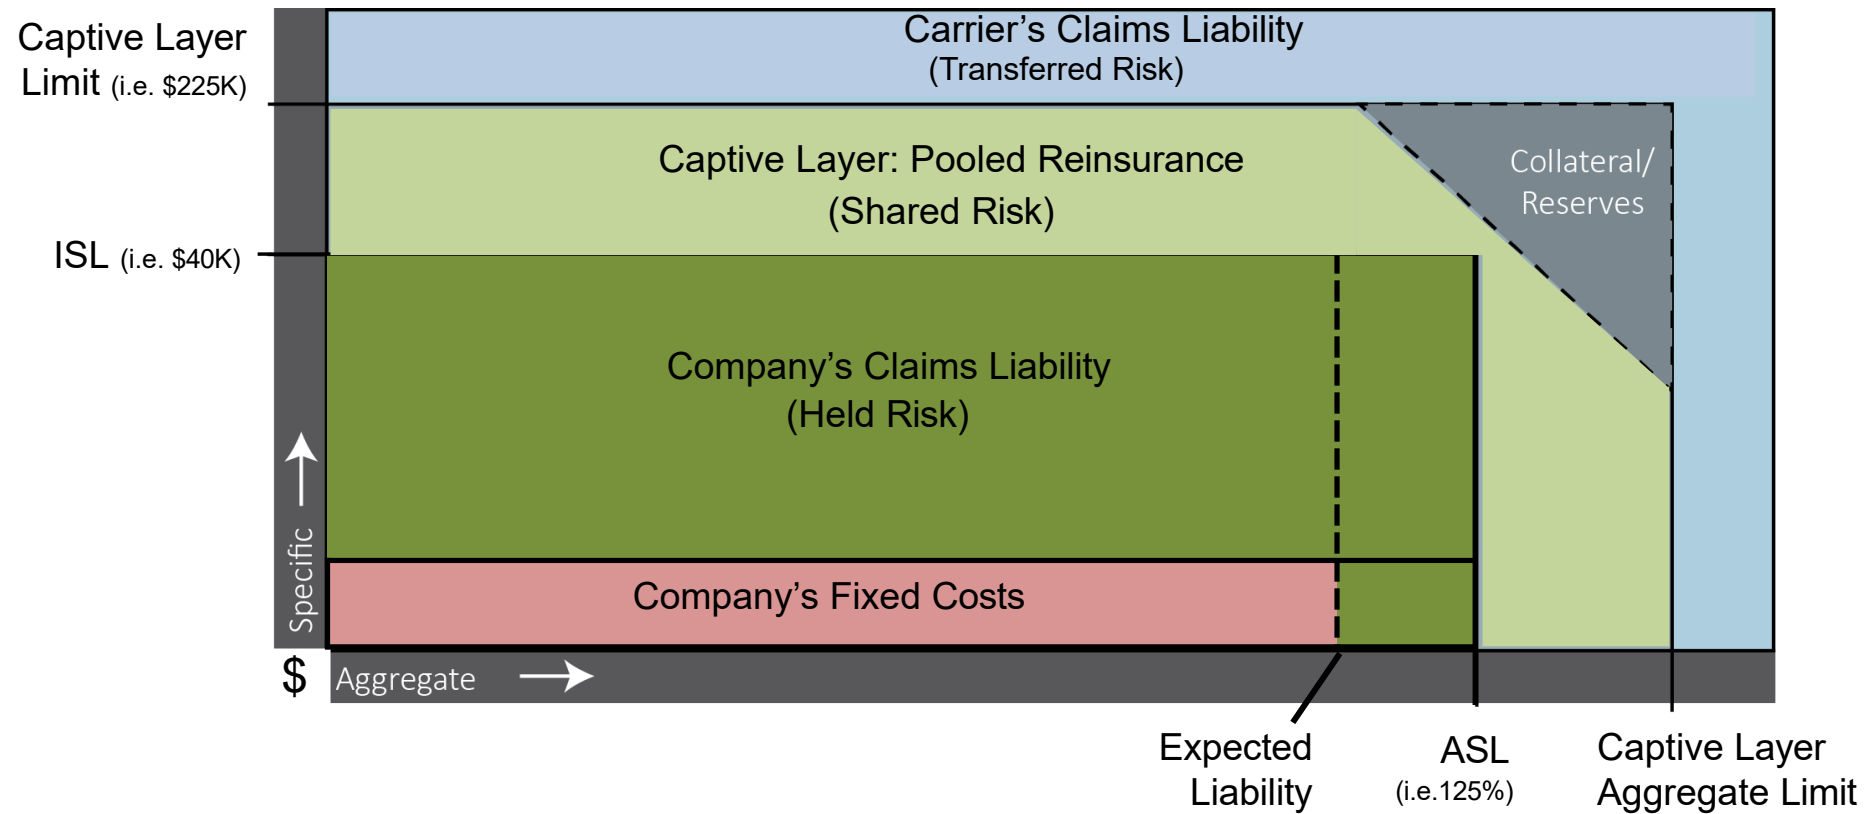 Carrier’s Claims Liability
(Transferred Risk)
Captive Layer
Limit (i.e. $225K)
Captive Layer: Pooled Reinsurance
(Shared Risk)
Collateral/
Reserves
ISL (i.e. $40K)
Company’s Claims Liability
(Held Risk)
Specific
Company’s Fixed Costs
$
Aggregate
Expected
Liability
ASL
(i.e.125%)
Captive Layer
Aggregate Limit